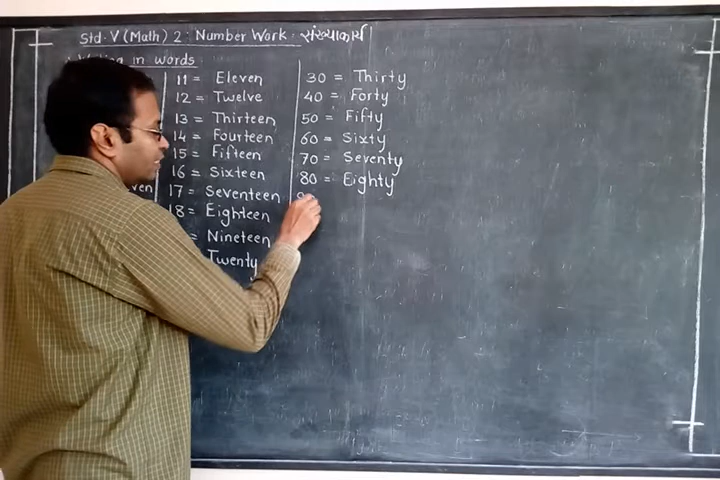 Std. V (Math) 2: Number Work: संख्याकार्य
in words
11 = Eleven
12 = Twelve
13 = Thirteen
14 = Fourteen
15 = Fifteen
16 = Sixteen
17 = Seventeen
18 = Eighteen
= Nineteen
Twenty
30 = Thirty
40 = Forty
50 = Fifty
60 = Sixty
70 = Seventy
80 = Eighty